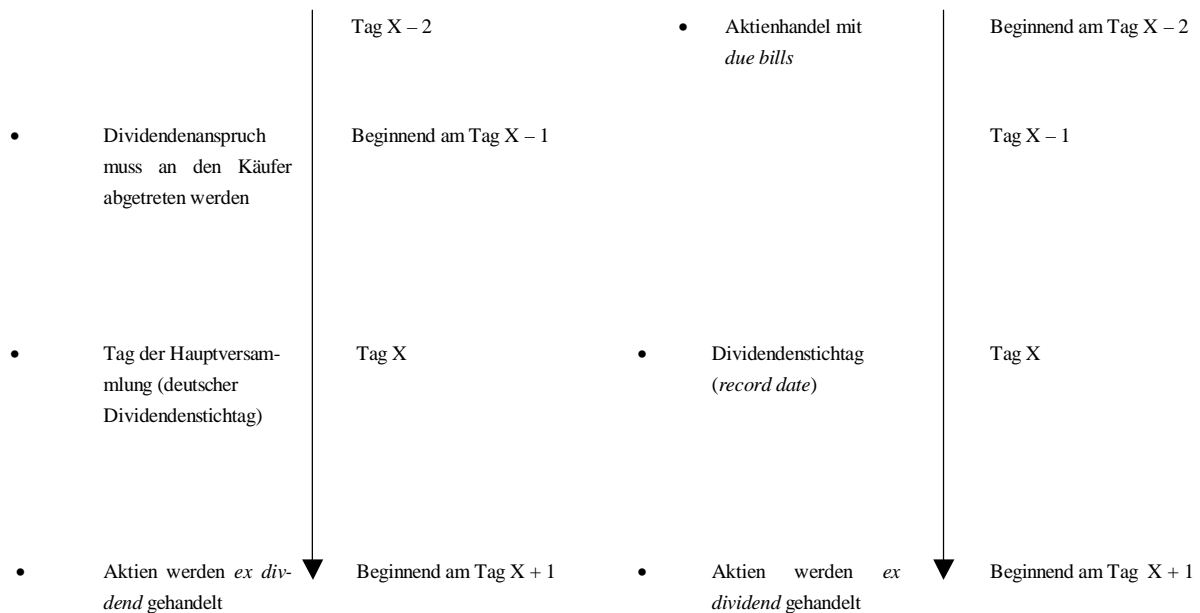 Tag X – 2
• Aktienhandel mit
due bills
Beginnend am Tag X – 2
• Dividendenanspruch
muss an den Käufer
abgetreten werden
Beginnend am Tag X – 1
Tag X – 1
• Tag der Hauptversam-
mlung (deutscher
Dividendenstichtag)
Tag X
• Dividendenstichtag
(record date)
Tag X
• Aktien werden ex div-
dend gehandelt
Beginnend am Tag X + 1
• Aktien werden ex
dividend gehandelt
Beginnend am Tag X + 1